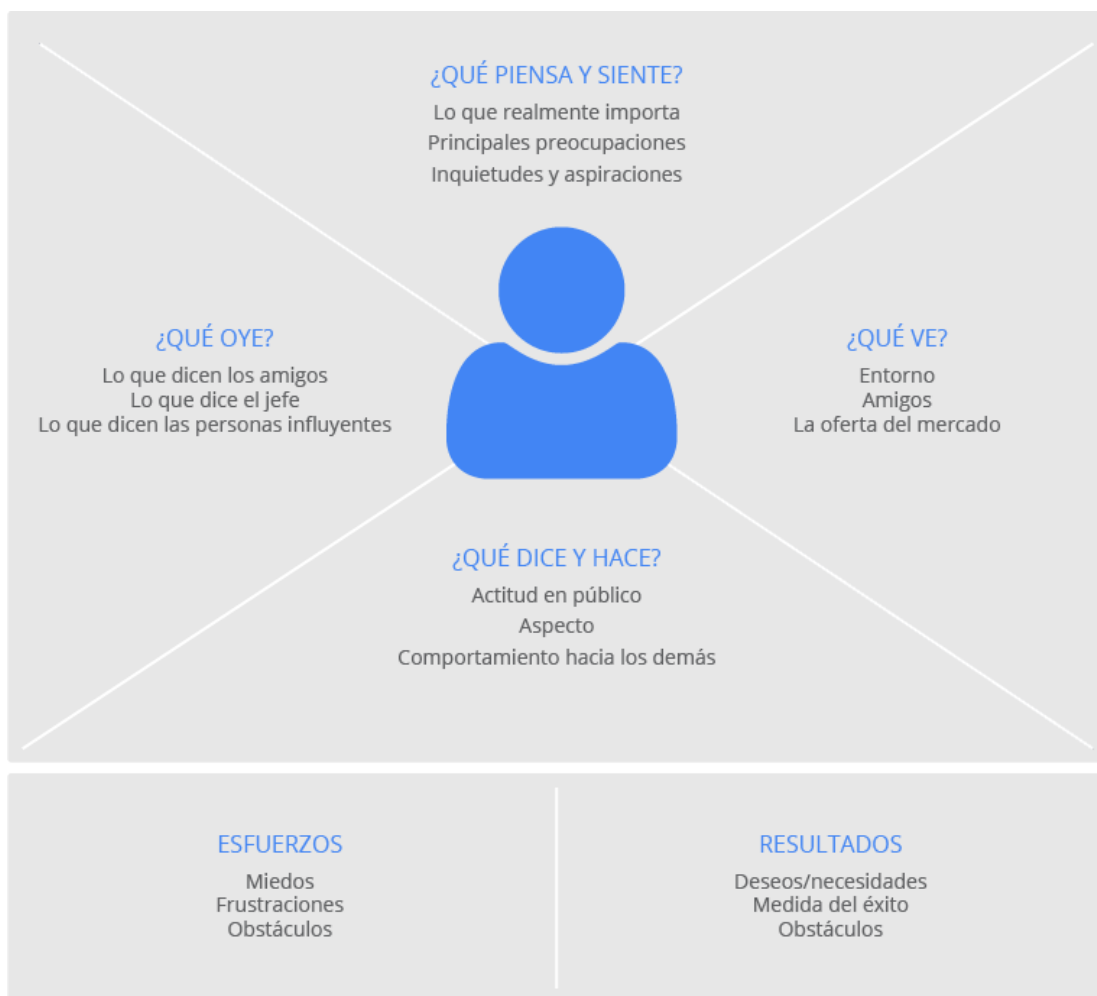 ¿QUÉ PIENSA Y SIENTE?
Lo que realmente importa
Principales preocupaciones
Inquietudes y aspiraciones
¿QUÉ OYE?
Lo que dicen los amigos
Lo que dice el jefe
Lo que dicen las personas influyentes
¿QUÉ VE?
Entorno
Amigos
La oferta del mercado
¿QUÉ DICE Y HACE?
Actitud en público
Aspecto
Comportamiento hacia los demás
ESFUERZOS
Miedos
Frustraciones
Obstáculos
RESULTADOS
Deseos/necesidades
Medida del éxito
Obstáculos